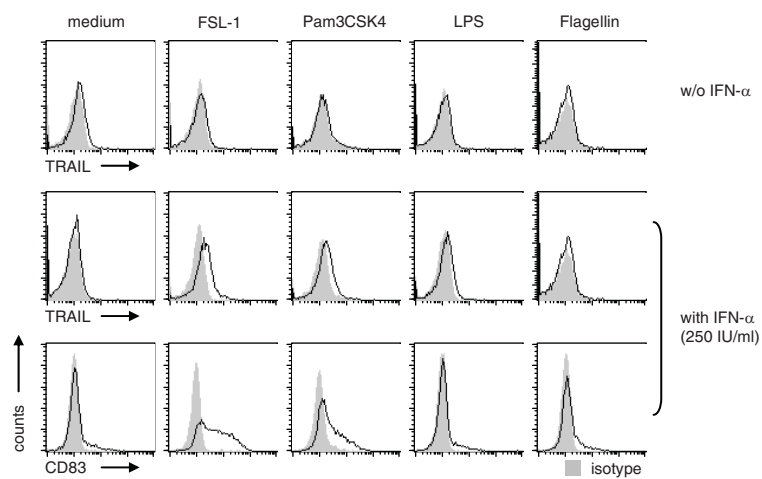 medium FSL-1 Pam3CSK4 LPS Flagellin
w/o IFN-α
TRAIL
TRAIL
with IFN-α
(250 IU/ml)
counts
CD83
isotype